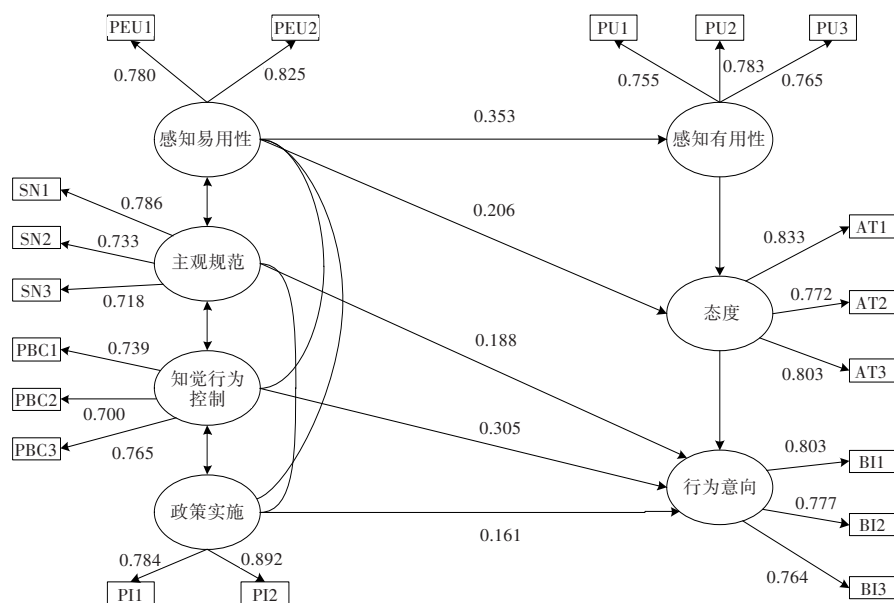 PEU1
PEU2
PU1
PU2
PU3
0.780
0.825
0.755
0.783
0.765
感知易用性
0.353
感知有用性
SN1
0.786
SN2
0.733
SN3
0.718
主观规范
0.206
0.833
AT1
0.772
AT2
0.803
AT3
态度
0.188
PBC1
0.739
PBC2
0.700
PBC3
0.765
知觉行为
控制
0.305
0.803
BI1
0.777
BI2
0.764
BI3
行为意向
政策实施
0.161
0.784
0.892
PI1
PI2